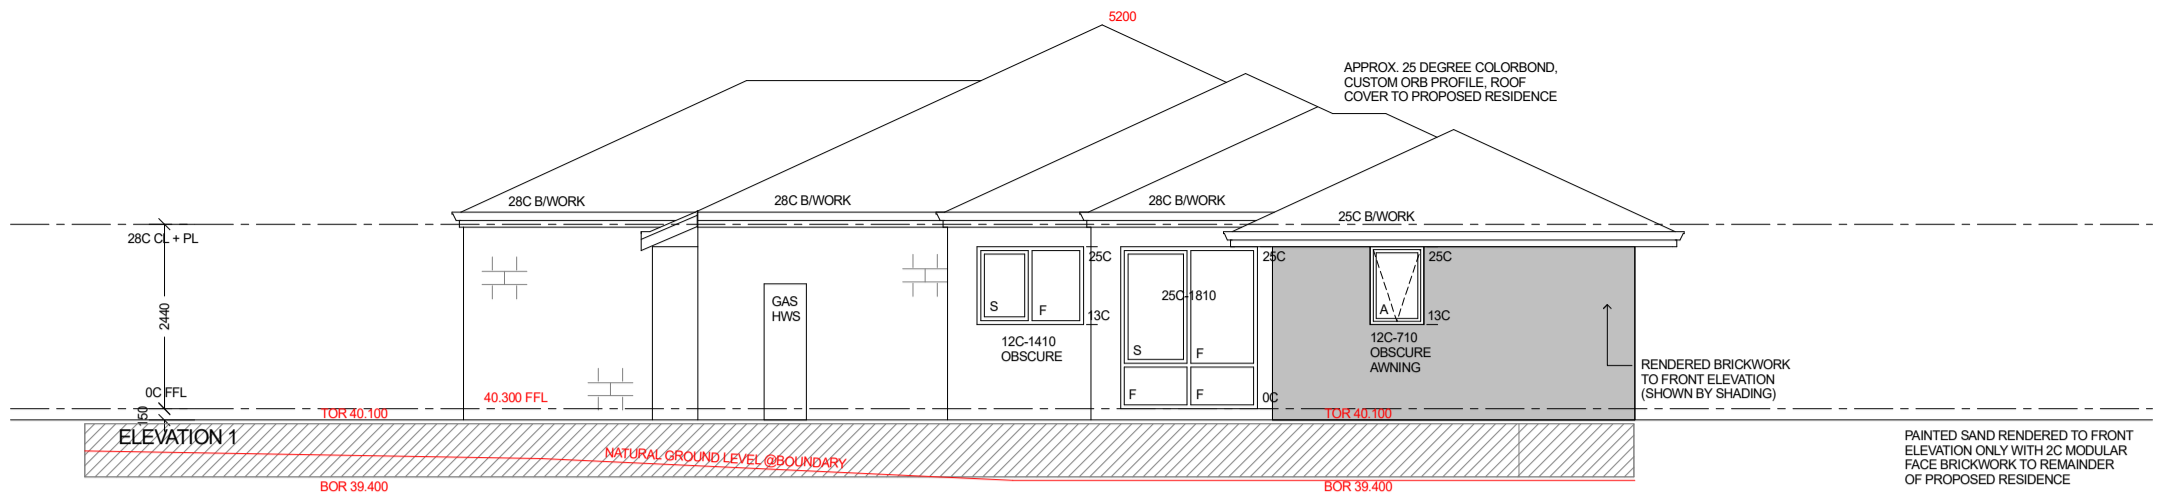 5200
APPROX. 25 DEGREE COLORBOND,
CUSTOM ORB PROFILE, ROOF
COVER TO PROPOSED RESIDENCE
28C B/WORK
28C B/WORK
28C B/WORK
25C B/WORK
28C CL + PL
25C
25C
25C
2440
GAS
HWS
S
F
13C
25C-1810
A
13C
12C-1410
OBSCURE
S
F
12C-710
OBSCURE
AWNING
RENDERED BRICKWORK
TO FRONT ELEVATION
(SHOWN BY SHADING)
0C FFL
40.300 FFL
F
F
0C
150
TOR 40.100
TOR 40.100
ELEVATION 1
NATURAL GROUND LEVEL @BOUNDARY
BOR 39.400
BOR 39.400
PAINTED SAND RENDERED TO FRONT
ELEVATION ONLY WITH 2C MODULAR
FACE BRICKWORK TO REMAINDER
OF PROPOSED RESIDENCE